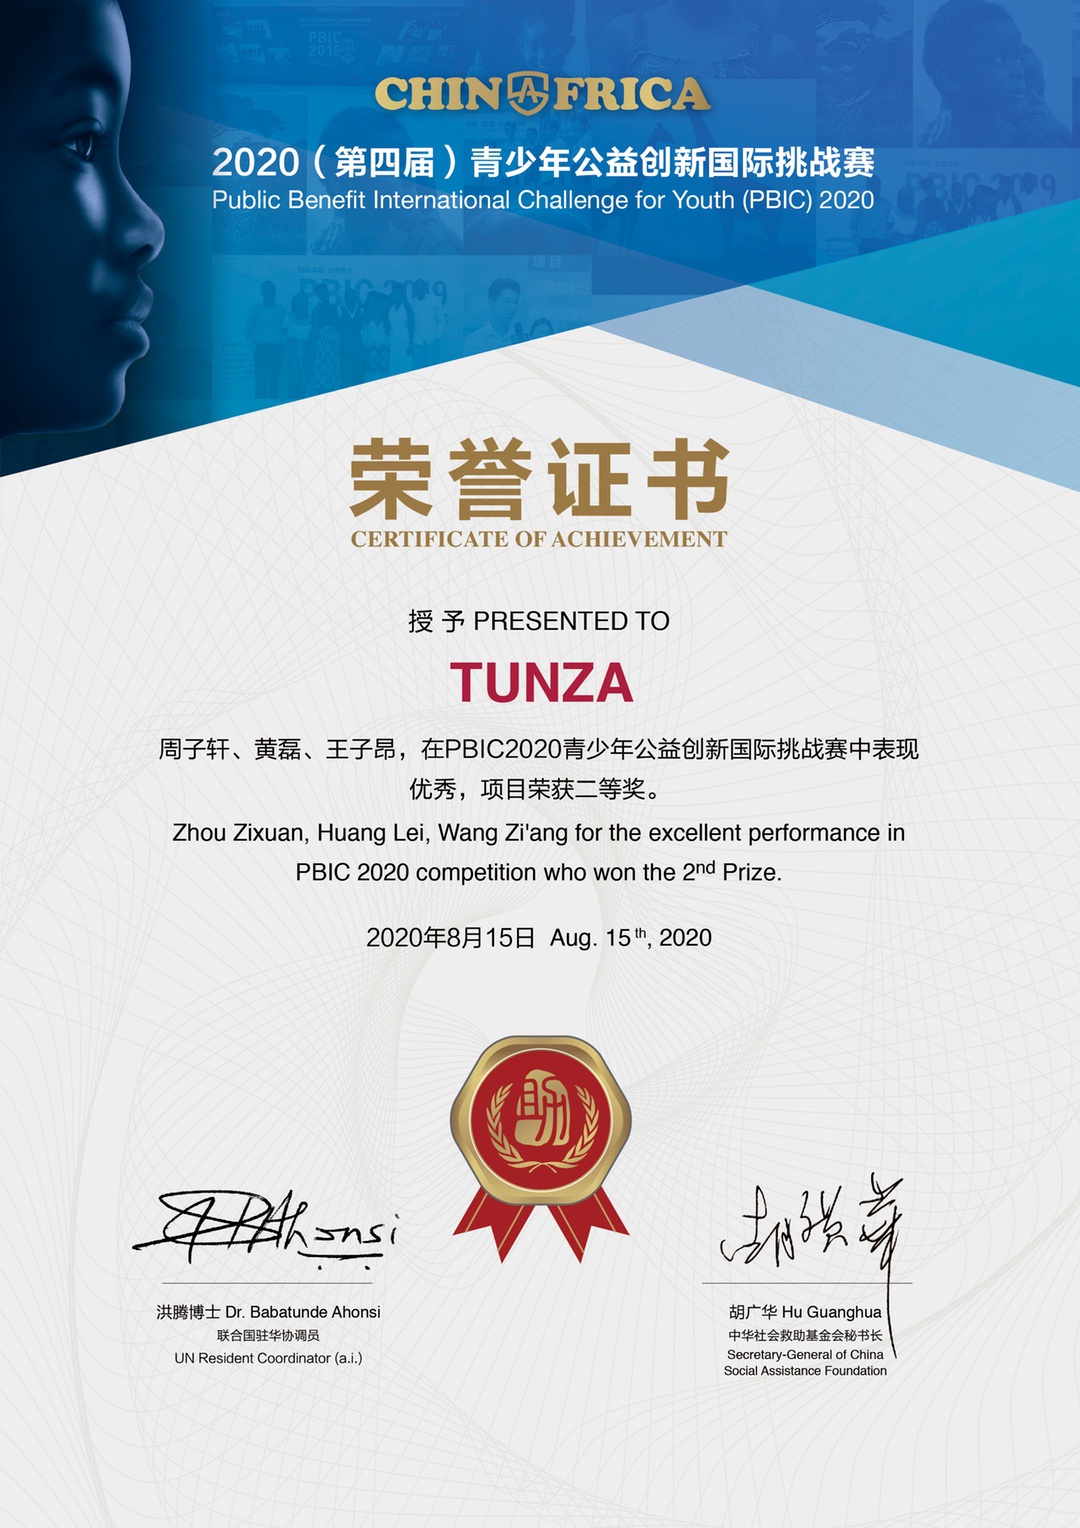 CHINAFRICA
2020（第四届）青少年公益创新国际挑战赛
Public Benefit International Challenge for Youth (PBIC) 2020
PBIC 2019
荣誉证书
CERTIFICATE OF ACHIEVEMENT
授 予 PRESENTED TO
TUNZA
周子轩、黄磊、王子昂，在PBIC2020青少年公益创新国际挑战赛中表现
优秀，项目荣获二等奖。
Zhou Zixuan, Huang Lei, Wang Zi'ang for the excellent performance in
PBIC 2020 competition who won the 2nd Prize.
2020年8月15日 Aug. 15th, 2020
助
Ahonsi
洪腾博士 Dr. Babatunde Ahonsi
联合国驻华协调员
UN Resident Coordinator (a.i.)
胡广华 Hu Guanghua
中华社会救助基金会秘书长
Secretary-General of China
Social Assistance Foundation